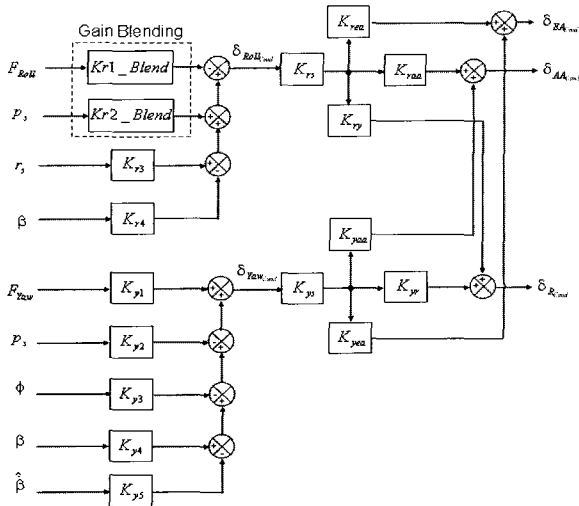 Gain Blending
F_Roll Kr1_Blend δ_Roll_Cmd K_rs K_rea δ_EA_Cmd
K_raa δ_AA_Cmd
p_s Kr2_Blend K_ry
r_s K_r3
β K_r4
K_yaa
F_Yaw K_y1 δ_Yaw_Cmd K_ys K_yr δ_R_Cmd
p_s K_y2 K_yea
ϕ K_y3
β K_y4
β̂̇ K_y5